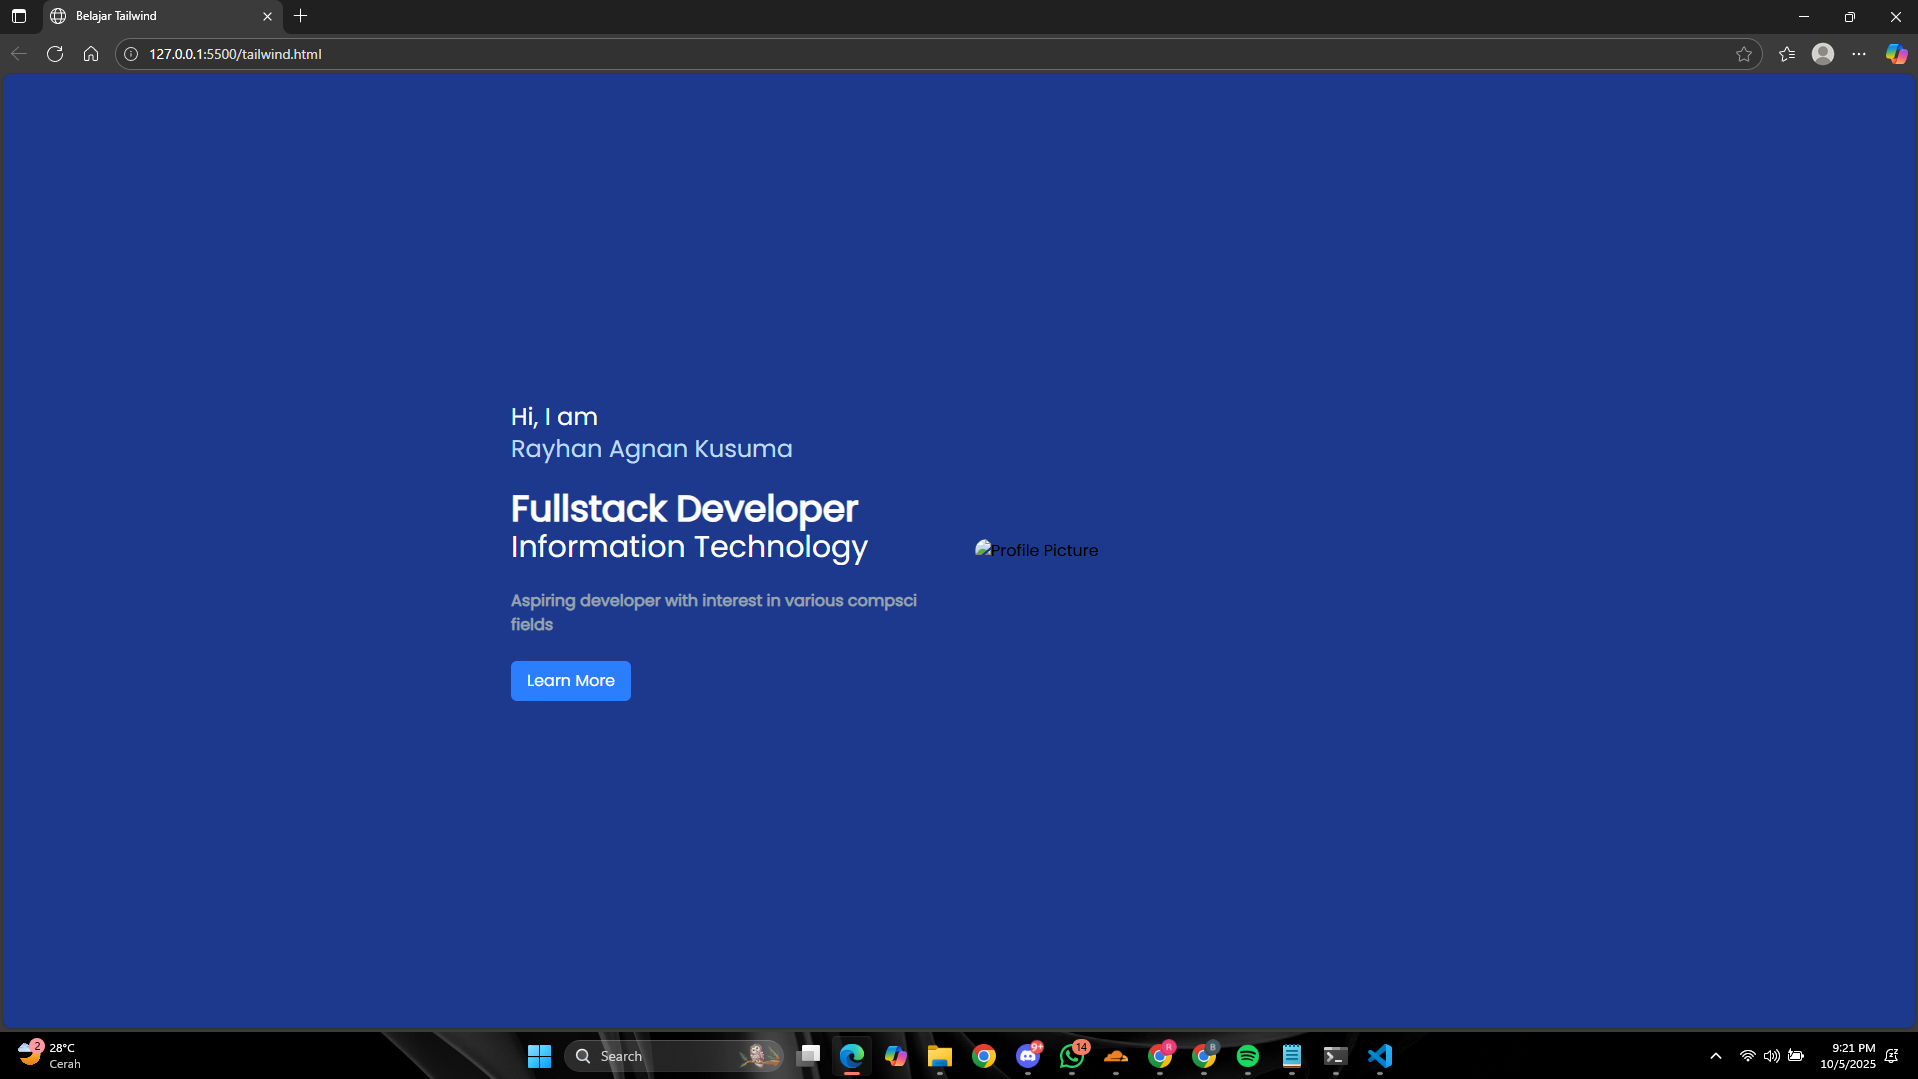 Belajar Tailwind
127.0.0.1:5500/tailwind.html
Hi, I am
Rayhan Agnan Kusuma
Fullstack Developer
Information Technology
Profile Picture
Aspiring developer with interest in various compsci
fields
Learn More
2
28°C
Cerah
Search
9+
14
R
B
9:21 PM
10/5/2025